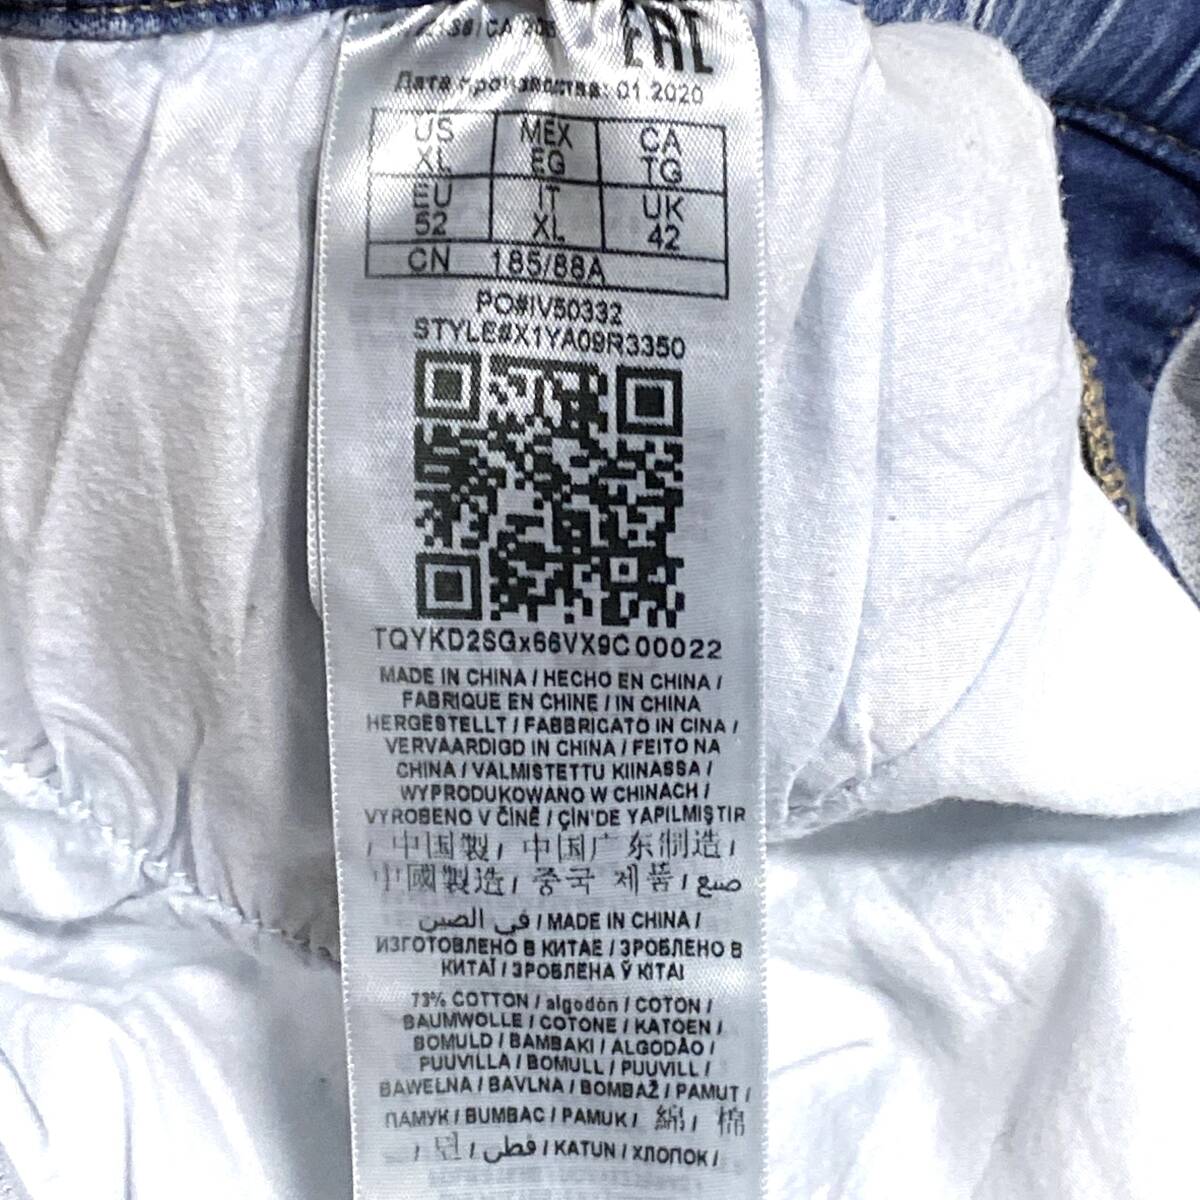 EAC
Дата производства: 01.2020
US XL MEX EG CA TG
EU 52 IT XL UK 42
CN 185/88A
PO#IV50332
STYLE#X1YA09R3350
TQYKD2SGx66VX9C00022
MADE IN CHINA / HECHO EN CHINA /
FABRIQUE EN CHINE / IN CHINA
HERGESTELLT / FABBRICATO IN CINA /
VERVAARDIGD IN CHINA / FEITO NA
CHINA / VALMISTETTU KIINASSA /
WYPRODUKOWANO W CHINACH /
VYROBENO V ČÍNĚ / ÇİN'DE YAPILMIŞTIR
/ 中国製 / 中国广东制造 /
中國製造 / 중국 제품 / صنع
في الصين / MADE IN CHINA /
ИЗГОТОВЛЕНО В КИТАЕ / ЗРОБЛЕНО В
КИТАЇ / ЗРОБЛЕНА Ў КІТАІ
73% COTTON / algodón / COTON /
BAUMWOLLE / COTONE / KATOEN /
BOMULD / BAMBAKI / ALGODÃO /
PUUVILLA / BOMULL / PUUVILL /
BAWEŁNA / BAVLNA / BOMBAŽ / PAMUT /
ПАМУК / BUMBAC / PAMUK / 綿 / 棉
/ 면 / قطن / KATUN / ХЛОПОК /